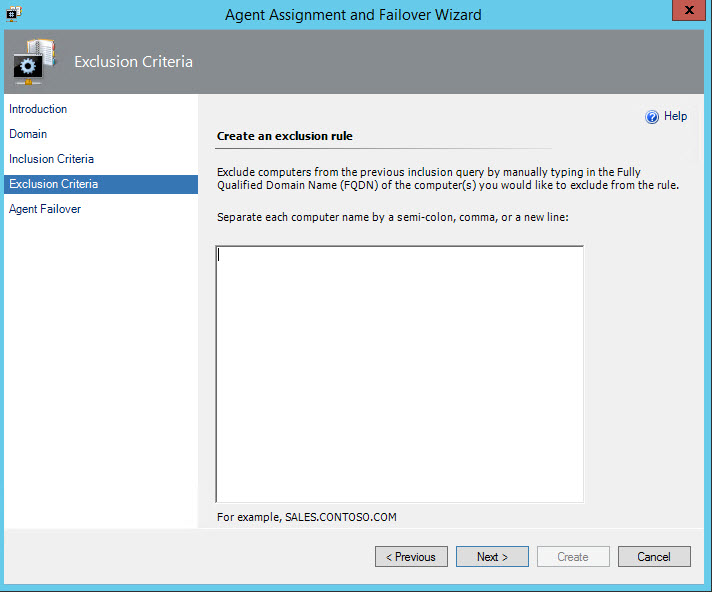 Agent Assignment and Failover Wizard
x
Exclusion Criteria
Introduction
Domain
Inclusion Criteria
Exclusion Criteria
Agent Failover
Help
Create an exclusion rule
Exclude computers from the previous inclusion query by manually typing in the Fully
Qualified Domain Name (FQDN) of the computer(s) you would like to exclude from the rule.
Separate each computer name by a semi-colon, comma, or a new line:
For example, SALES.CONTOSO.COM
< Previous
Next >
Create
Cancel